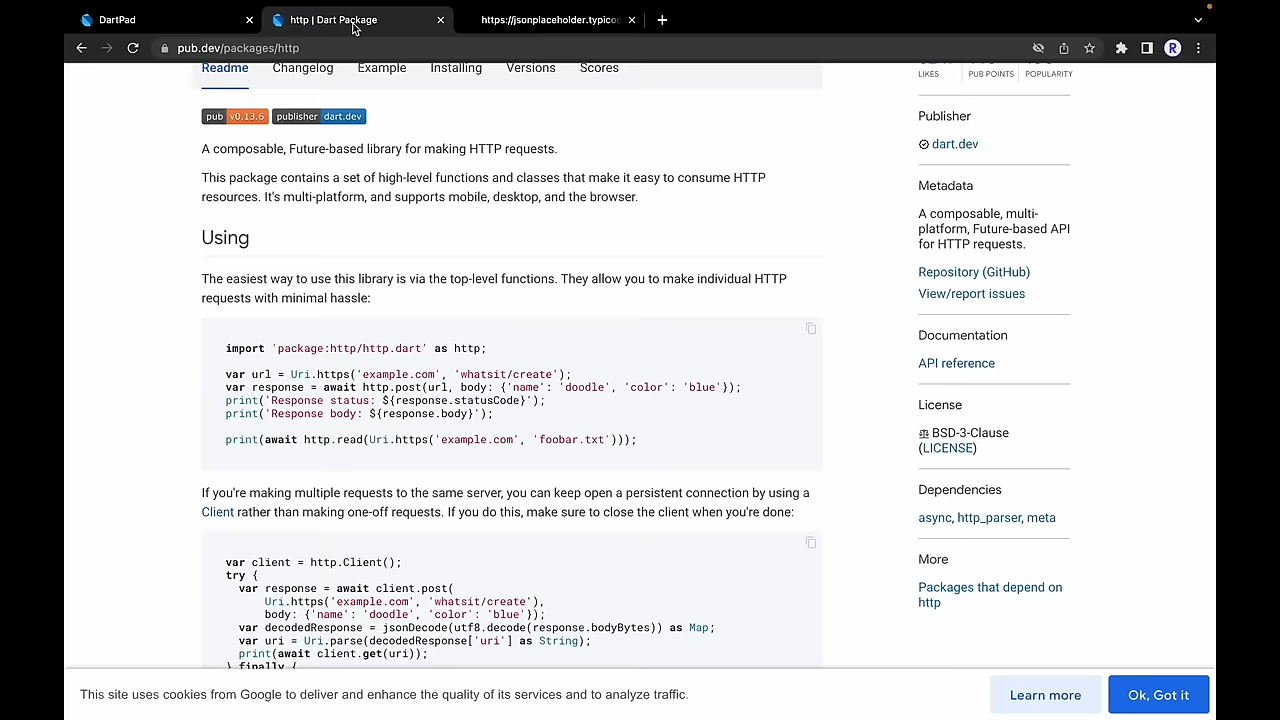 DartPad
http | Dart Package
https://jsonplaceholder.typico
pub.dev/packages/http
R
Readme
Changelog
Example
Installing
Versions
Scores
pub v0.13.6
publisher dart.dev
A composable, Future-based library for making HTTP requests.
This package contains a set of high-level functions and classes that make it easy to consume HTTP
resources. It's multi-platform, and supports mobile, desktop, and the browser.
Using
The easiest way to use this library is via the top-level functions. They allow you to make individual HTTP
requests with minimal hassle:
import 'package:http/http.dart' as http;
var url = Uri.https('example.com', 'whatsit/create');
var response = await http.post(url, body: {'name': 'doodle', 'color': 'blue'});
print('Response status: ${response.statusCode}');
print('Response body: ${response.body}');
print(await http.read(Uri.https('example.com', 'foobar.txt')));
If you're making multiple requests to the same server, you can keep open a persistent connection by using a
Client rather than making one-off requests. If you do this, make sure to close the client when you're done:
var client = http.Client();
try {
var response = await client.post(
Uri.https('example.com', 'whatsit/create'),
body: {'name': 'doodle', 'color': 'blue'});
var decodedResponse = jsonDecode(utf8.decode(response.bodyBytes)) as Map;
var uri = Uri.parse(decodedResponse['uri'] as String);
print(await client.get(uri));
} finally {
LIKES
PUB POINTS
POPULARITY
Publisher
dart.dev
Metadata
A composable, multi-
platform, Future-based API
for HTTP requests.
Repository (GitHub)
View/report issues
Documentation
API reference
License
BSD-3-Clause
(LICENSE)
Dependencies
async, http_parser, meta
More
Packages that depend on
http
This site uses cookies from Google to deliver and enhance the quality of its services and to analyze traffic.
Learn more
Ok, Got it